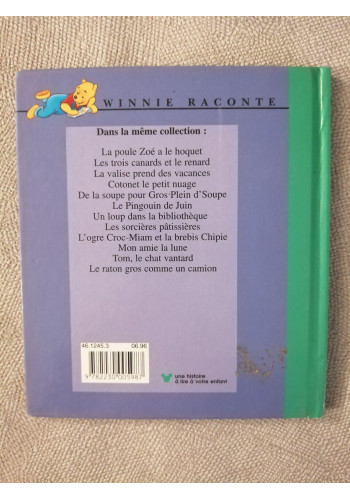 WINNIE RACONTE
Dans la même collection :
La poule Zoé a le hoquet
Les trois canards et le renard
La valise prend des vacances
Cotonet le petit nuage
De la soupe pour Gros-Plein d'Soupe
Le Pingouin de Juin
Un loup dans la bibliothèque
Les sorcières pâtissières
L'ogre Croc-Miam et la brebis Chipie
Mon amie la lune
Tom, le chat vantard
Le raton gros comme un camion
46.1245.3 06.96
9 782230 005987
une histoire
à lire à votre enfant